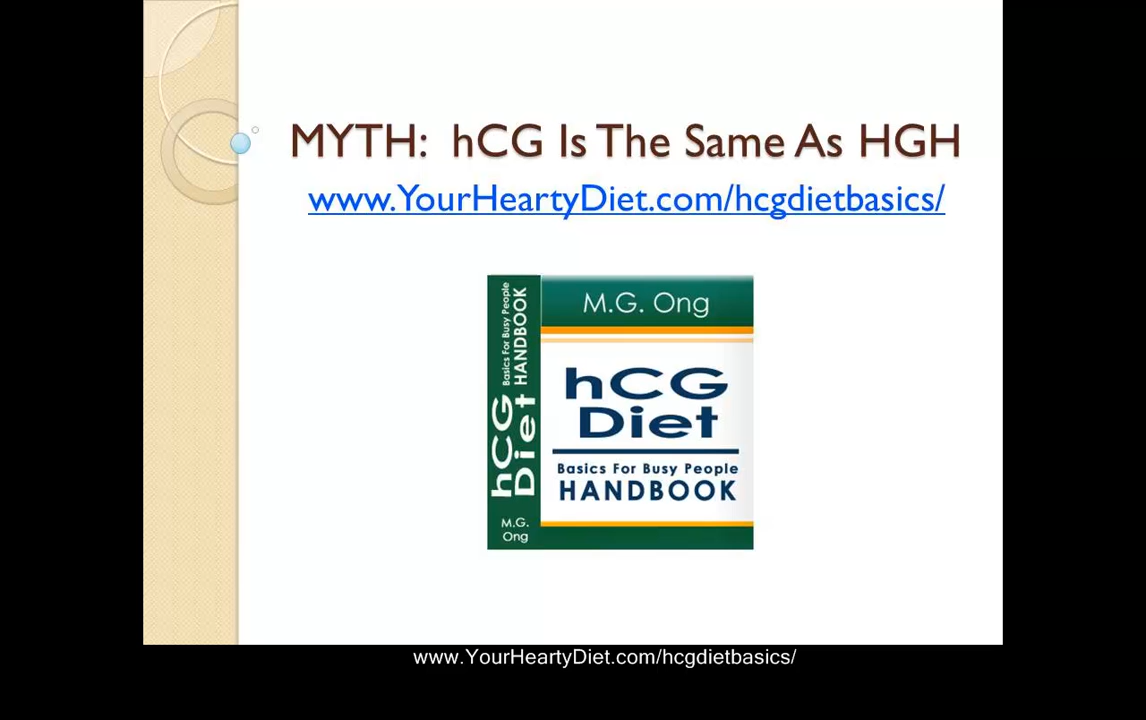 MYTH: hCG Is The Same As HGH
www.YourHeartyDiet.com/hcgdietbasics/
M.G. Ong
hCG
Diet
Basics For Busy People
HANDBOOK
hCG
Diet
Basics For Busy People
HANDBOOK
M.G.
Ong
www.YourHeartyDiet.com/hcgdietbasics/